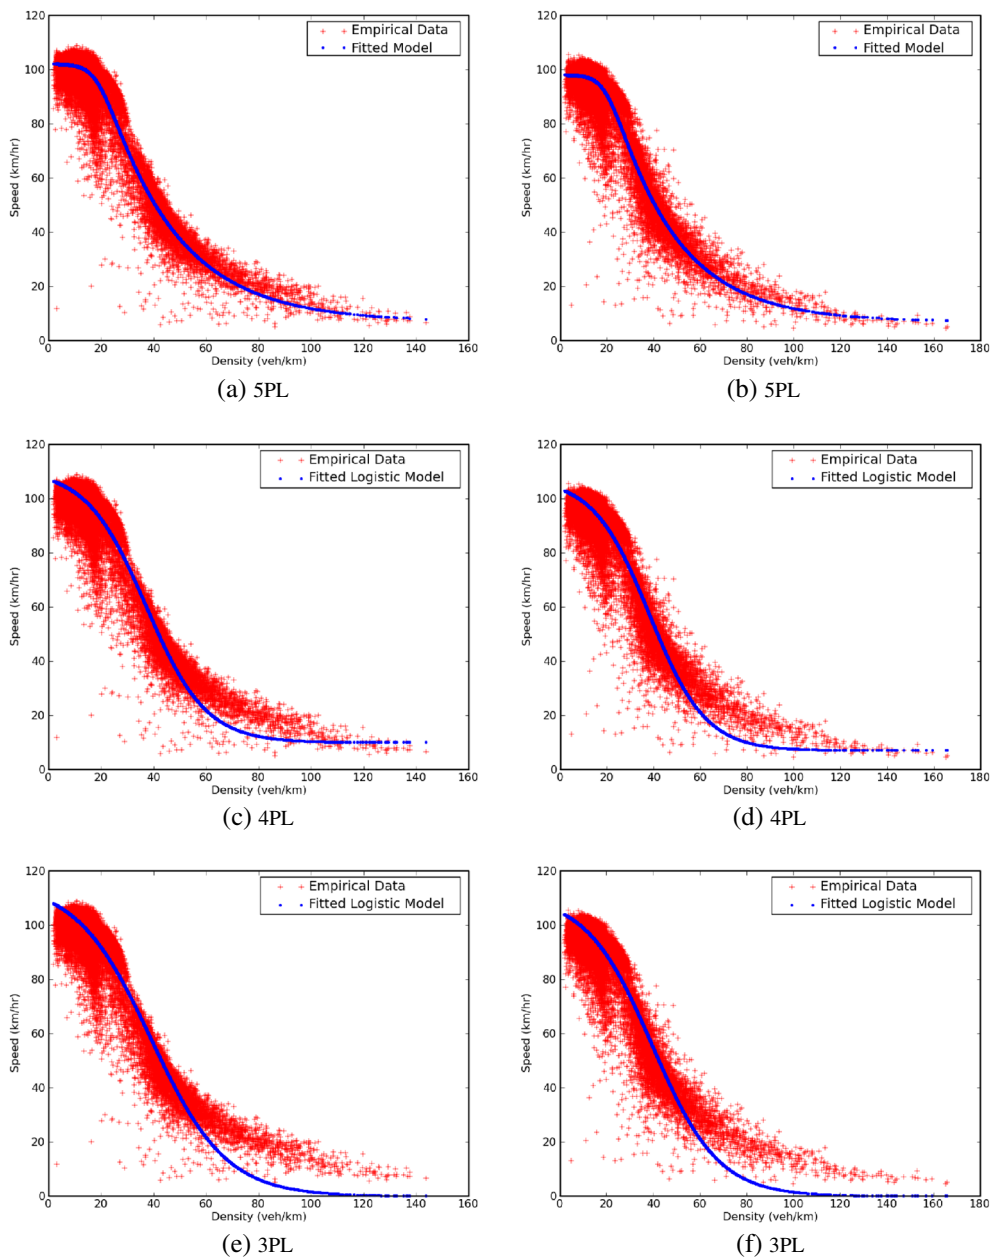 120
100
80
60
40
20
0
Speed (km/hr)
0 20 40 60 80 100 120 140 160
Density (veh/km)
Empirical Data
Fitted Model
(a) 5PL
120
100
80
60
40
20
0
Speed (km/hr)
0 20 40 60 80 100 120 140 160 180
Density (veh/km)
Empirical Data
Fitted Model
(b) 5PL
120
100
80
60
40
20
0
Speed (km/hr)
0 20 40 60 80 100 120 140 160
Density (veh/km)
Empirical Data
Fitted Logistic Model
(c) 4PL
120
100
80
60
40
20
0
Speed (km/hr)
0 20 40 60 80 100 120 140 160 180
Density (veh/km)
Empirical Data
Fitted Logistic Model
(d) 4PL
120
100
80
60
40
20
0
Speed (km/hr)
0 20 40 60 80 100 120 140 160
Density (veh/km)
Empirical Data
Fitted Logistic Model
(e) 3PL
120
100
80
60
40
20
0
Speed (km/hr)
0 20 40 60 80 100 120 140 160 180
Density (veh/km)
Empirical Data
Fitted Logistic Model
(f) 3PL